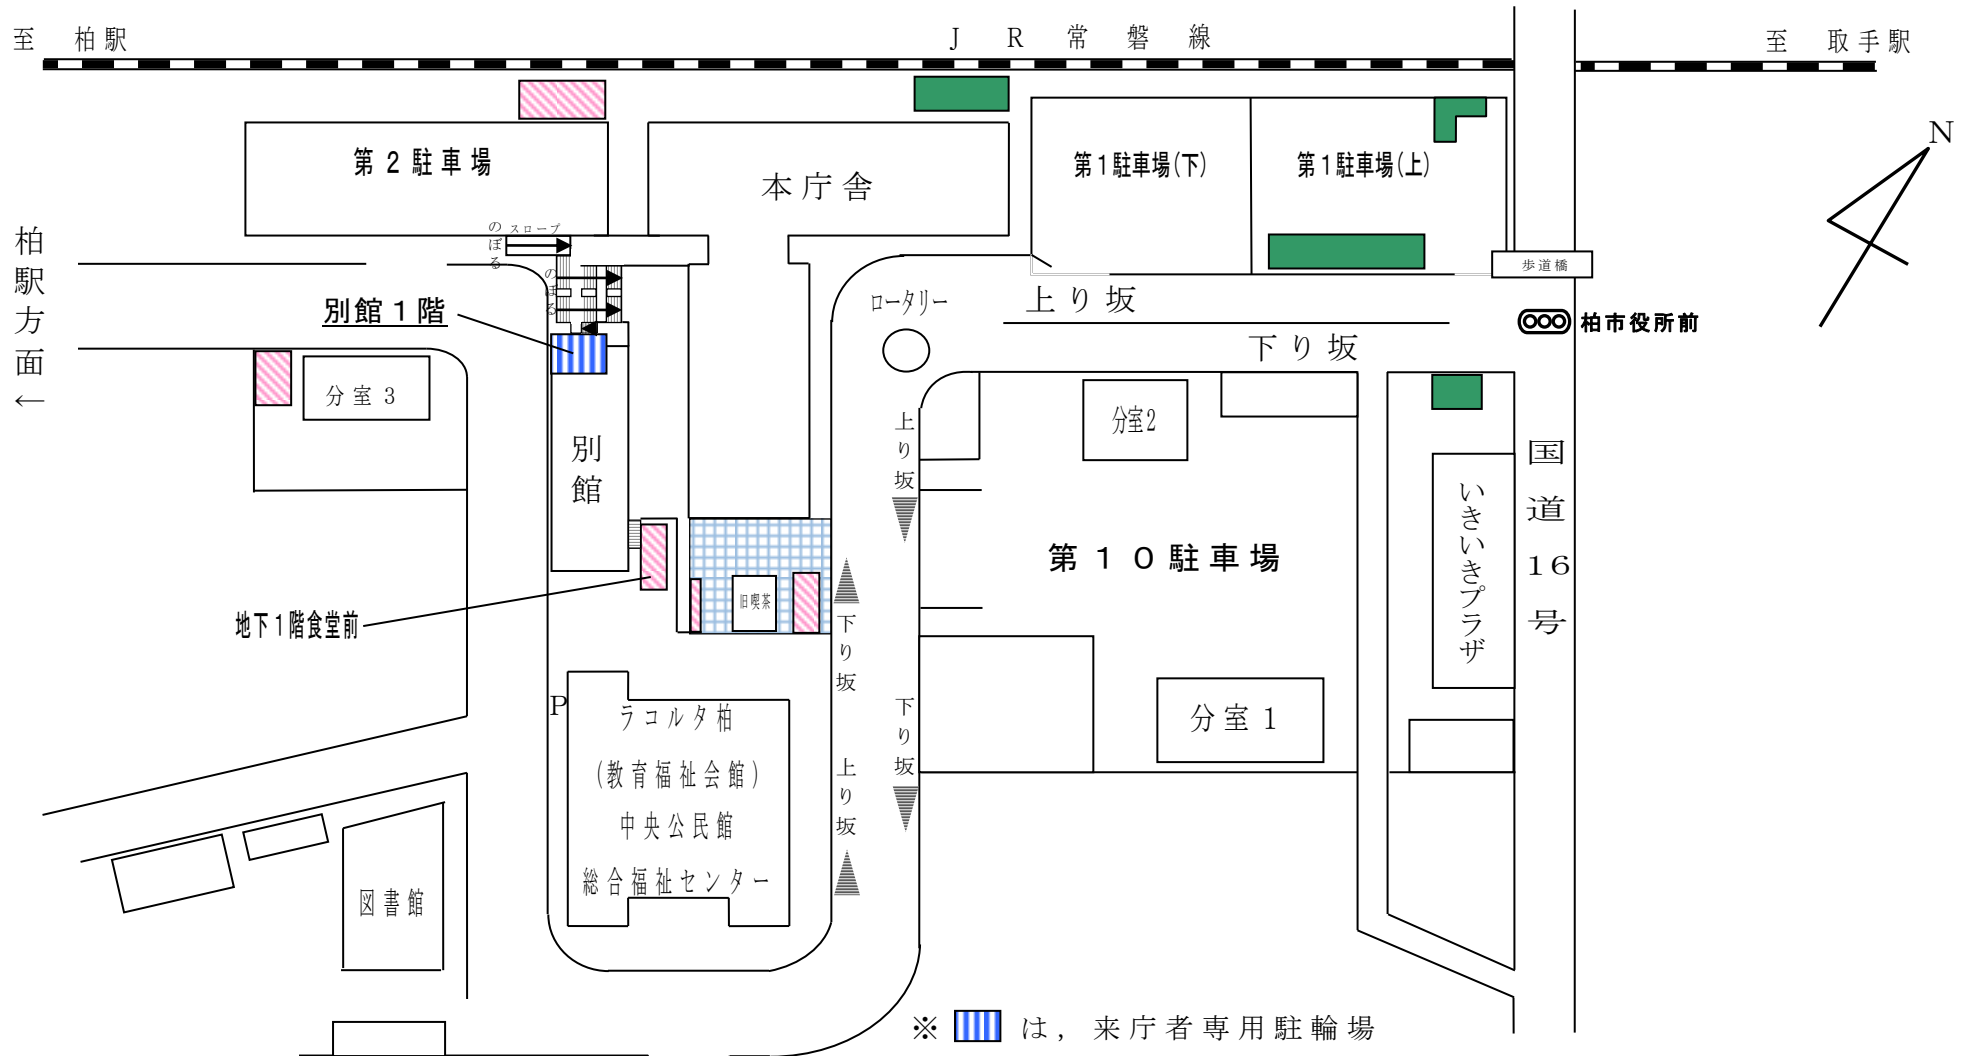 至　柏駅
ＪＲ常磐線
至　取手駅
N
第２駐車場
本庁舎
第１駐車場(下)
第１駐車場(上)
柏駅方面←
のぼる
スロープ
のぼる
歩道橋
別館１階
ロータリー
上り坂
下り坂
柏市役所前
分室3
別館
上り坂
分室2
国道16号
いきいきプラザ
第１０駐車場
旧喫茶
地下１階食堂前
下り坂
P
ラコルタ柏
(教育福祉会館)
中央公民館
総合福祉センター
上り坂
下り坂
分室1
図書館
※　は，来庁者専用駐輪場